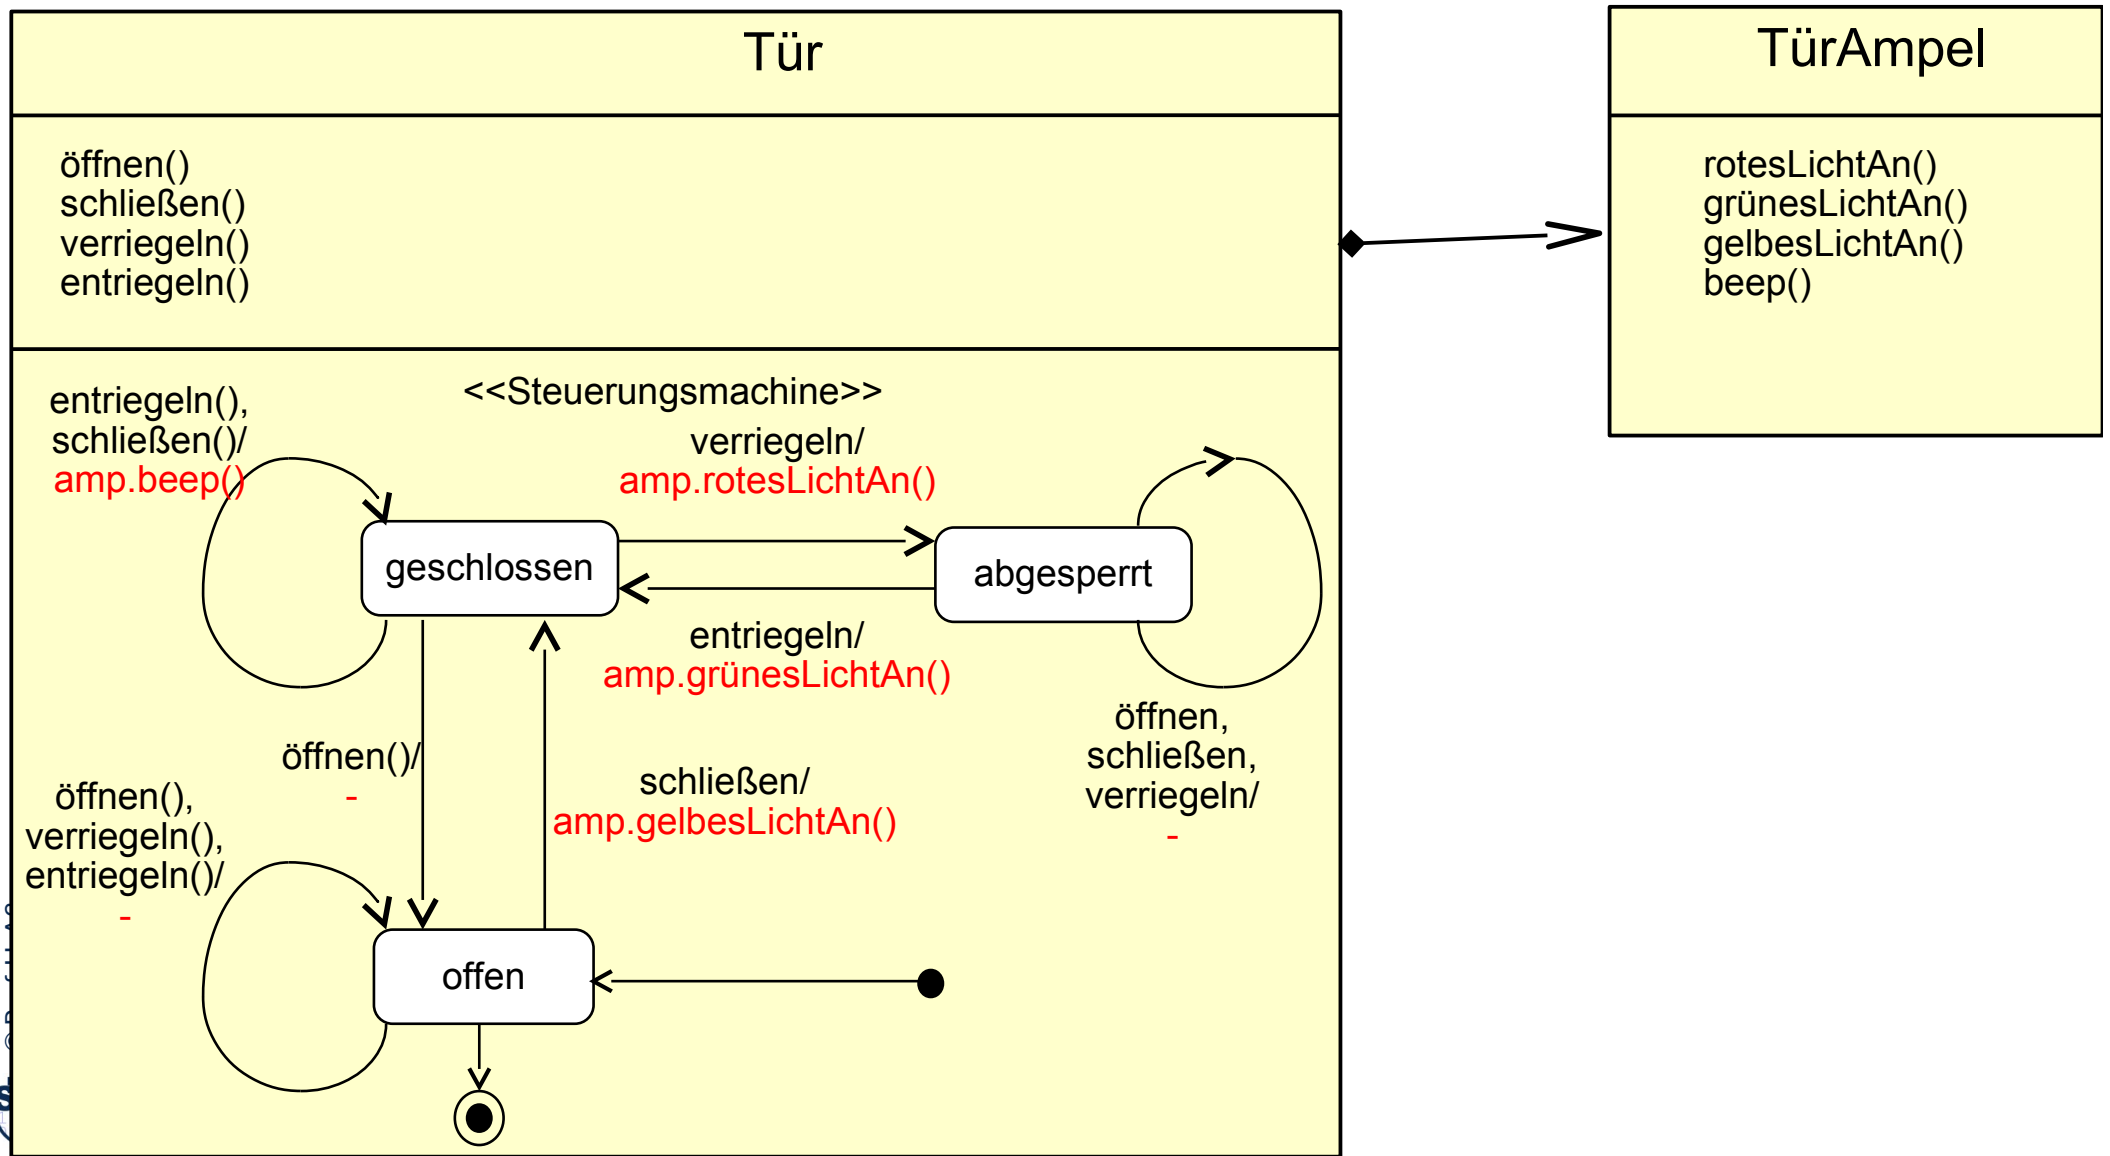 Tür
öffnen()
schließen()
verriegeln()
entriegeln()
<<Steuerungsmachine>>
entriegeln(),
schließen()/
amp.beep()
verriegeln/
amp.rotesLichtAn()
geschlossen
abgesperrt
entriegeln/
amp.grünesLichtAn()
öffnen()/
-
schließen/
amp.gelbesLichtAn()
öffnen,
schließen,
verriegeln/
-
öffnen(),
verriegeln(),
entriegeln()/
-
offen
TürAmpel
rotesLichtAn()
grünesLichtAn()
gelbesLichtAn()
beep()